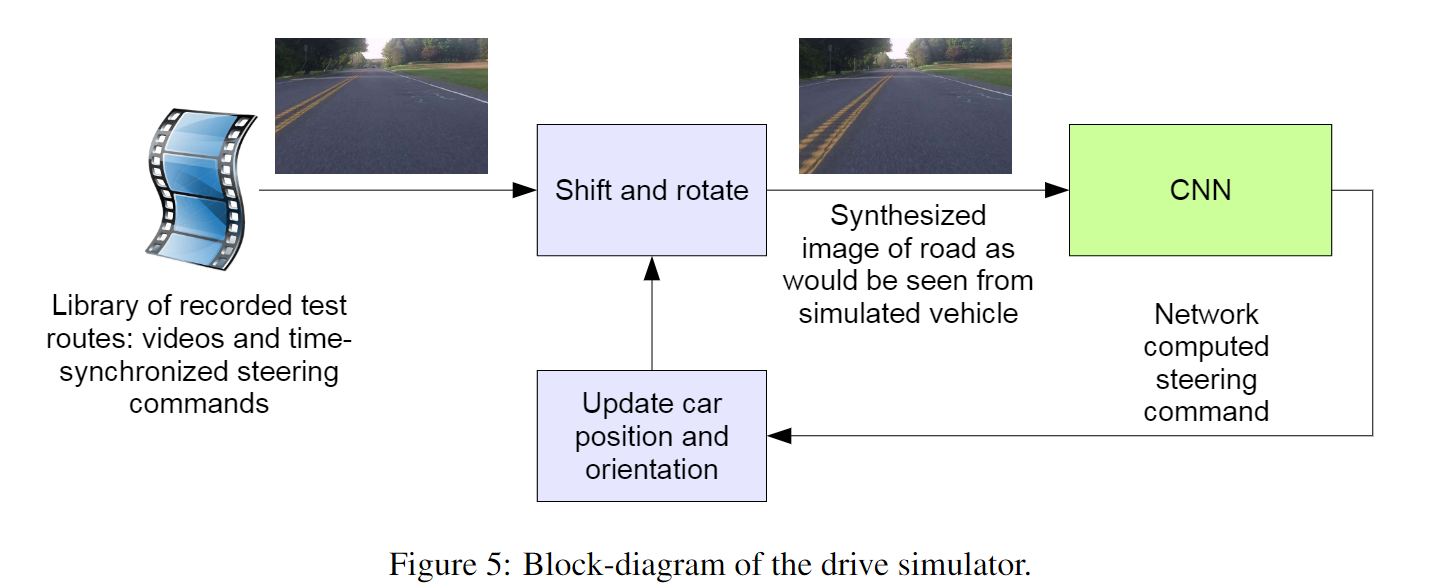 Shift and rotate
CNN
Synthesized
image of road as
would be seen from
simulated vehicle
Library of recorded test
routes: videos and time-
synchronized steering
commands
Network
computed
steering
command
Update car
position and
orientation
Figure 5: Block-diagram of the drive simulator.